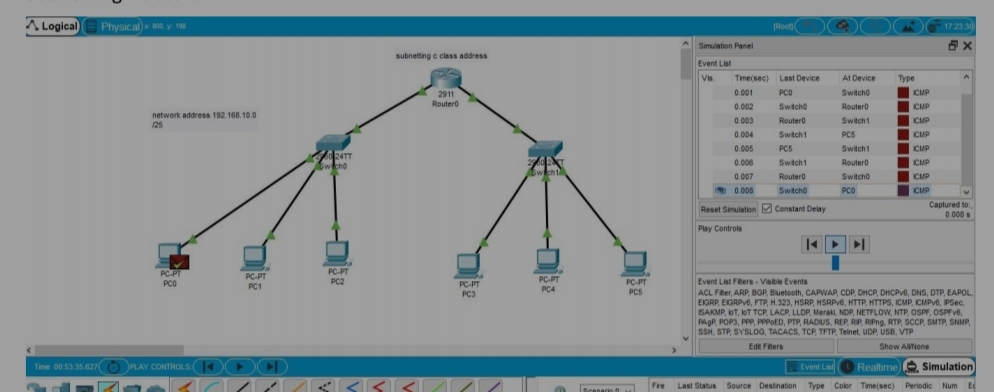 Logical
Physical
x: 800, y: 198
[Root]
17:23:30
subnetting c class address
2911
Router0
network address 192.168.10.0
/25
2960-24TT
Switch0
2960-24TT
Switch1
PC-PT
PC0
PC-PT
PC1
PC-PT
PC2
PC-PT
PC3
PC-PT
PC4
PC-PT
PC5
Simulation Panel
Event List
Vis. Time(sec) Last Device At Device Type
0.001 PC0 Switch0 ICMP
0.002 Switch0 Router0 ICMP
0.003 Router0 Switch1 ICMP
0.004 Switch1 PC5 ICMP
0.005 PC5 Switch1 ICMP
0.006 Switch1 Router0 ICMP
0.007 Router0 Switch0 ICMP
0.008 Switch0 PC0 ICMP
Reset Simulation Constant Delay Captured to:
0.008 s
Play Controls
Event List Filters - Visible Events
ACL Filter, ARP, BGP, Bluetooth, CAPWAP, CDP, DHCP, DHCPv6, DNS, DTP, EAPOL,
EIGRP, EIGRPv6, FTP, H.323, HSRP, HSRPv6, HTTP, HTTPS, ICMP, ICMPv6, IPSec,
ISAKMP, IoT, IoT TCP, LACP, LLDP, Meraki, NDP, NETFLOW, NTP, OSPF, OSPFv6,
PAgP, POP3, PPP, PPPoED, PTP, RADIUS, REP, RIP, RIPng, RTP, SCCP, SMTP, SNMP,
SSH, STP, SYSLOG, TACACS, TCP, TFTP, Telnet, UDP, USB, VTP
Edit Filters Show All/None
Time: 00:53:35.627 PLAY CONTROLS: Event List Realtime Simulation
Scenario 0 Fire Last Status Source Destination Type Color Time(sec) Periodic Num